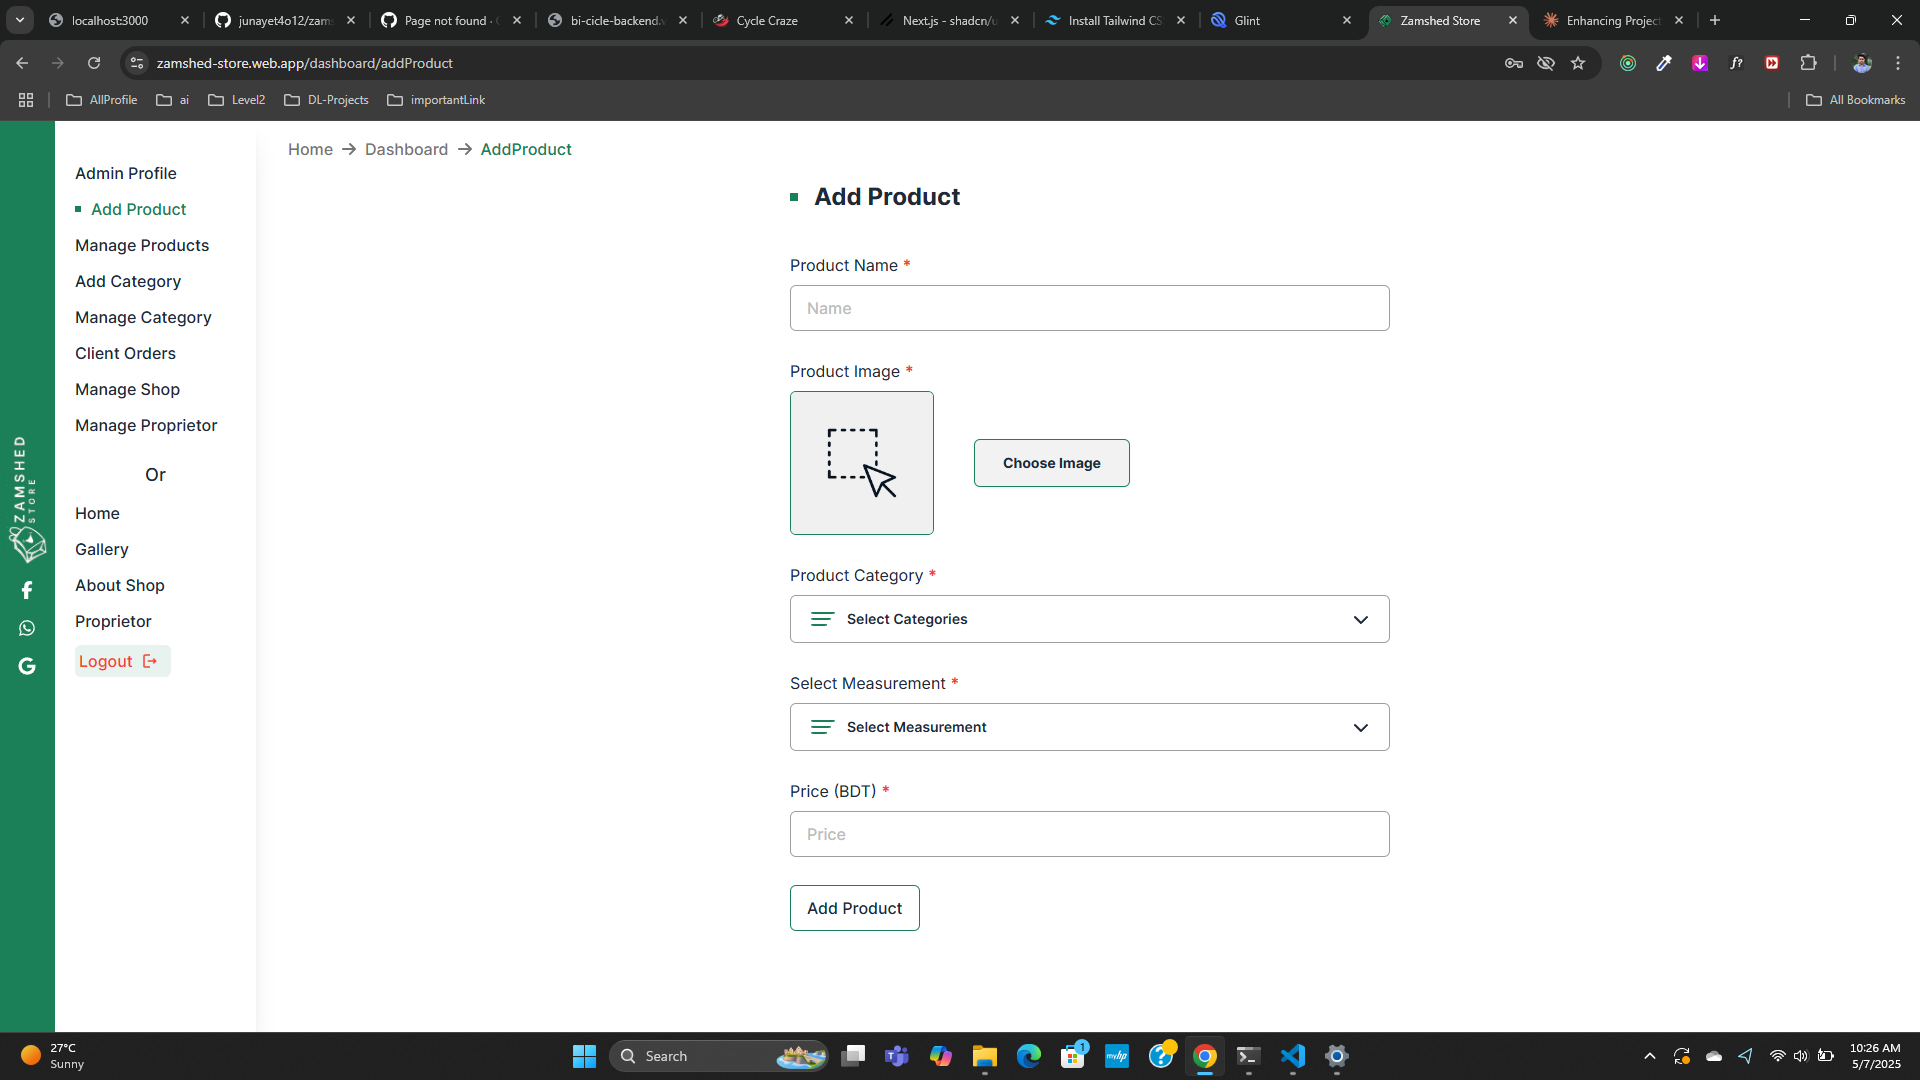 localhost:3000
junayet4o12/zams
Page not found ·
bi-cicle-backend.v
Cycle Craze
Next.js - shadcn/u
Install Tailwind CS
Glint
Zamshed Store
Enhancing Project
zamshed-store.web.app/dashboard/addProduct
AllProfile
ai
Level2
DL-Projects
importantLink
All Bookmarks
ZAMSHED
STORE
Admin Profile
Add Product
Manage Products
Add Category
Manage Category
Client Orders
Manage Shop
Manage Proprietor
Or
Home
Gallery
About Shop
Proprietor
Logout
Home → Dashboard → AddProduct
Add Product
Product Name *
Name
Product Image *
Choose Image
Product Category *
Select Categories
Select Measurement *
Select Measurement
Price (BDT) *
Price
Add Product
27°C
Sunny
Search
1
myhp
10:26 AM
5/7/2025